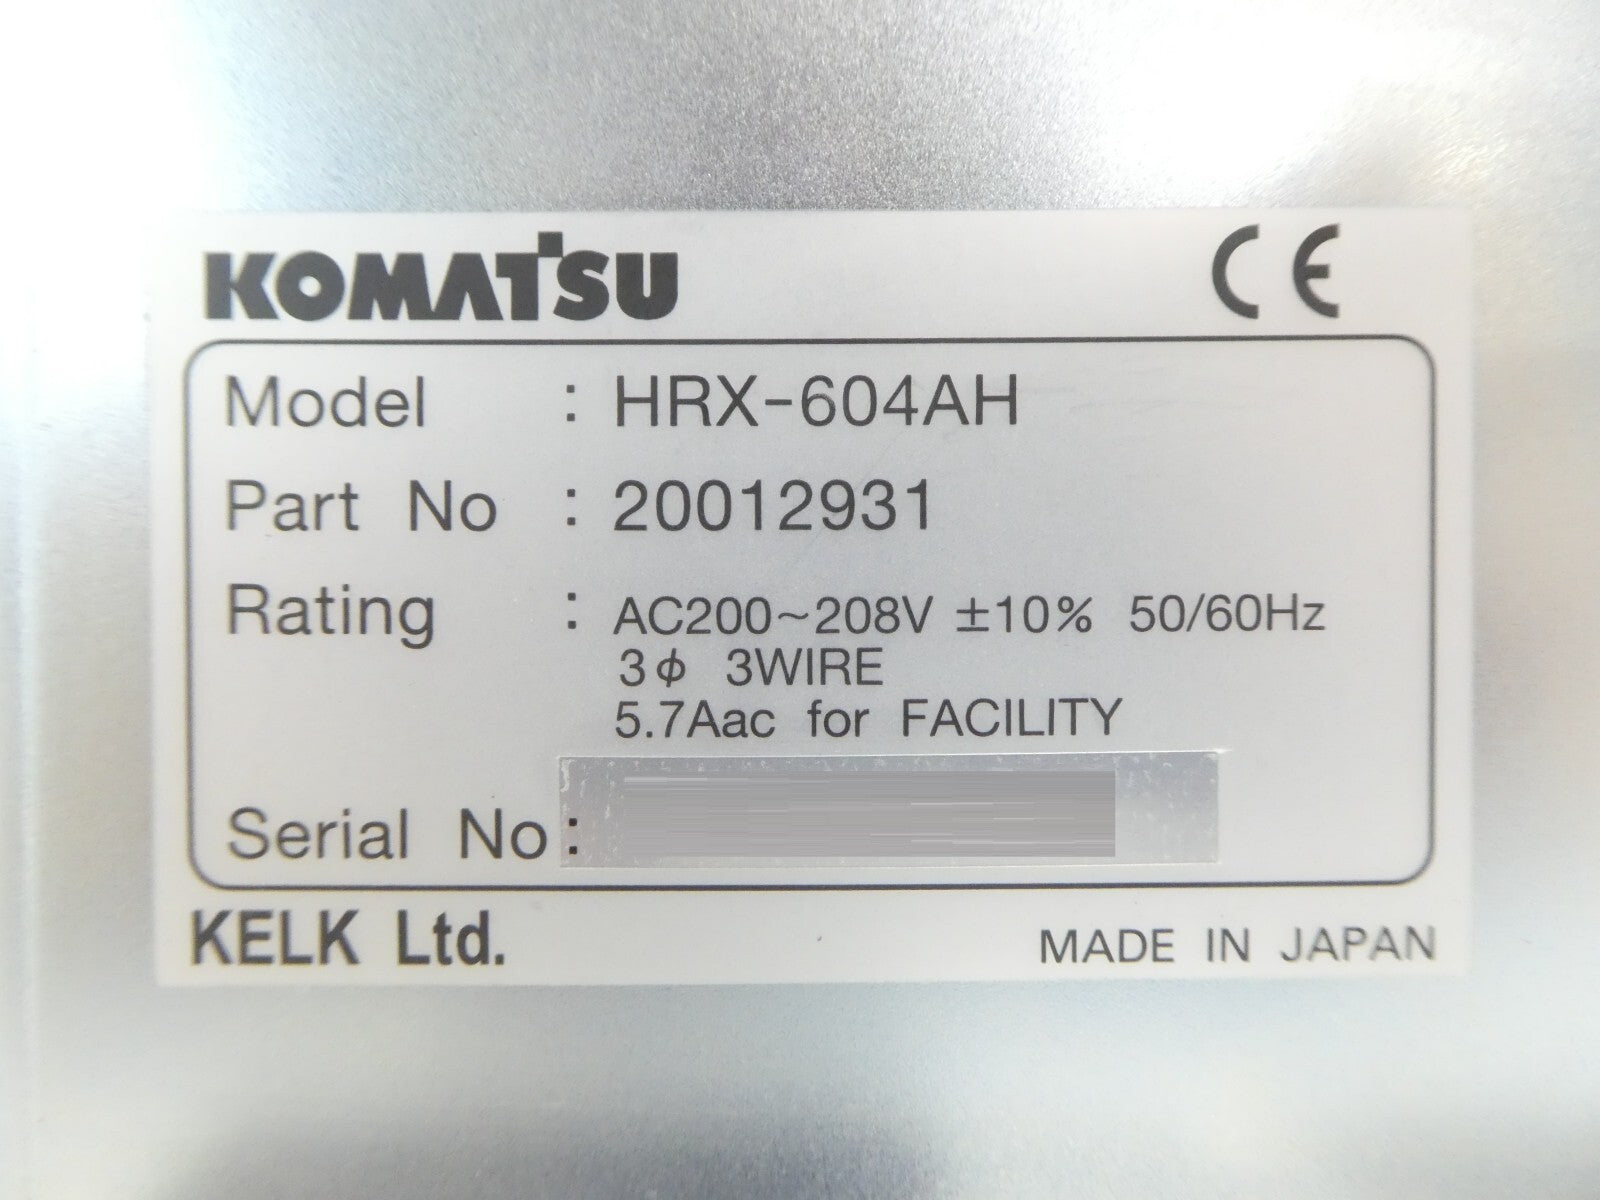 KOMATSU CE
Model : HRX-604AH
Part No : 20012931
Rating : AC200~208V ±10% 50/60Hz
3ϕ 3WIRE
5.7Aac for FACILITY
Serial No :
KELK Ltd. MADE IN JAPAN